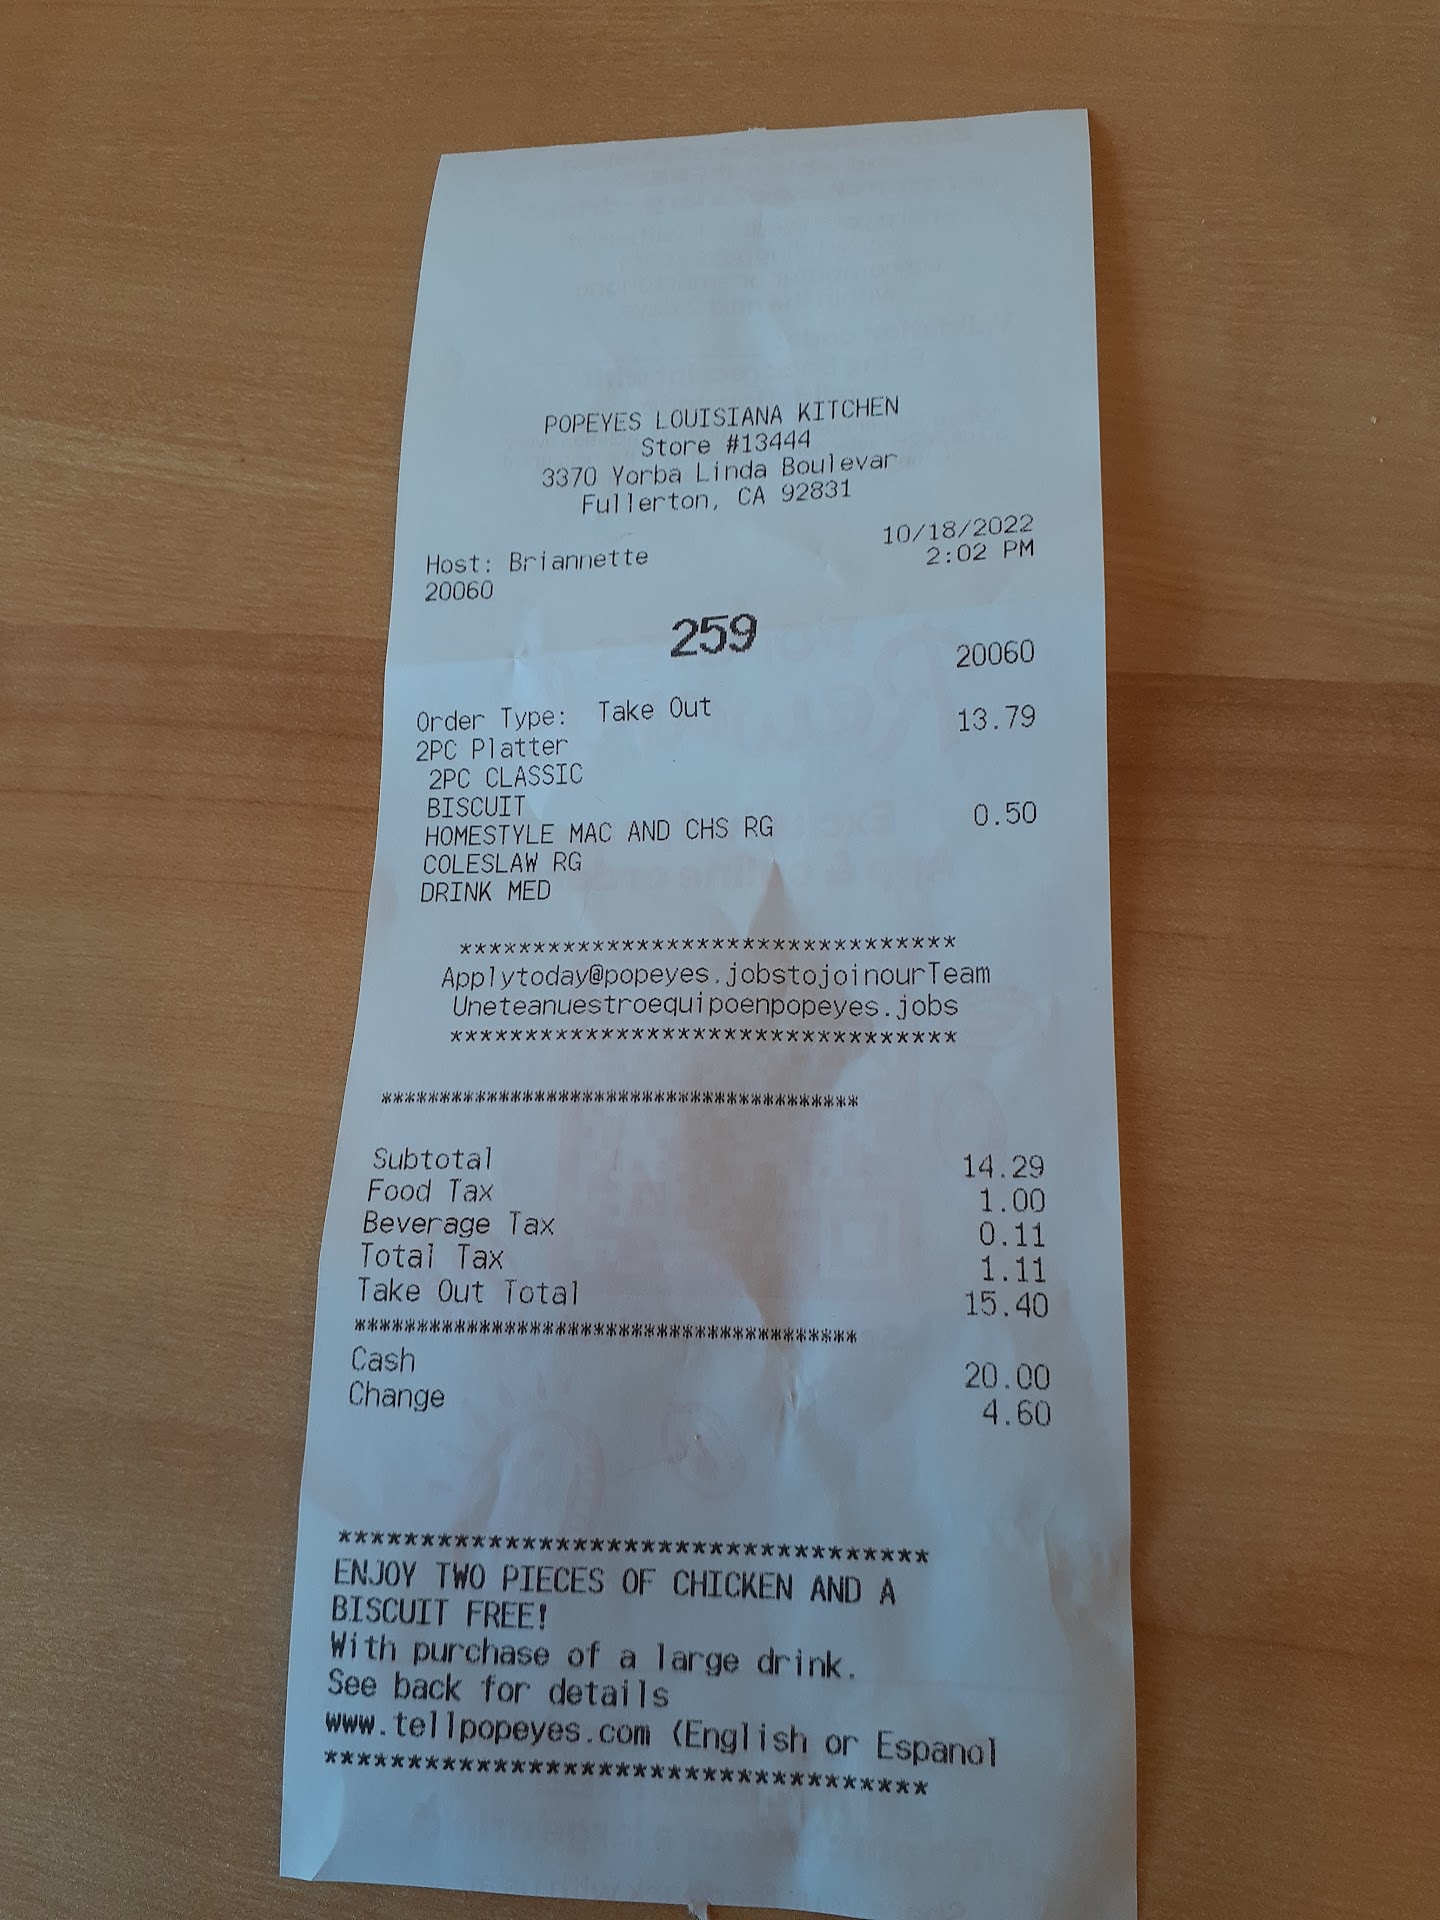 POPEYES LOUISIANA KITCHEN
Store #13444
3370 Yorba Linda Boulevar
Fullerton, CA 92831
10/18/2022
Host: Briannette 2:02 PM
20060
259
20060
Order Type: Take Out
2PC Platter 13.79
2PC CLASSIC
BISCUIT
HOMESTYLE MAC AND CHS RG 0.50
COLESLAW RG
DRINK MED
**********************************
Applytoday@popeyes.jobstojoinourTeam
Uneteanuestroequipoenpopeyes.jobs
**********************************
****************************************
Subtotal 14.29
Food Tax 1.00
Beverage Tax 0.11
Total Tax 1.11
Take Out Total 15.40
****************************************
Cash 20.00
Change 4.60
************************************
ENJOY TWO PIECES OF CHICKEN AND A
BISCUIT FREE!
With purchase of a large drink.
See back for details
www.tellpopeyes.com (English or Espanol
************************************